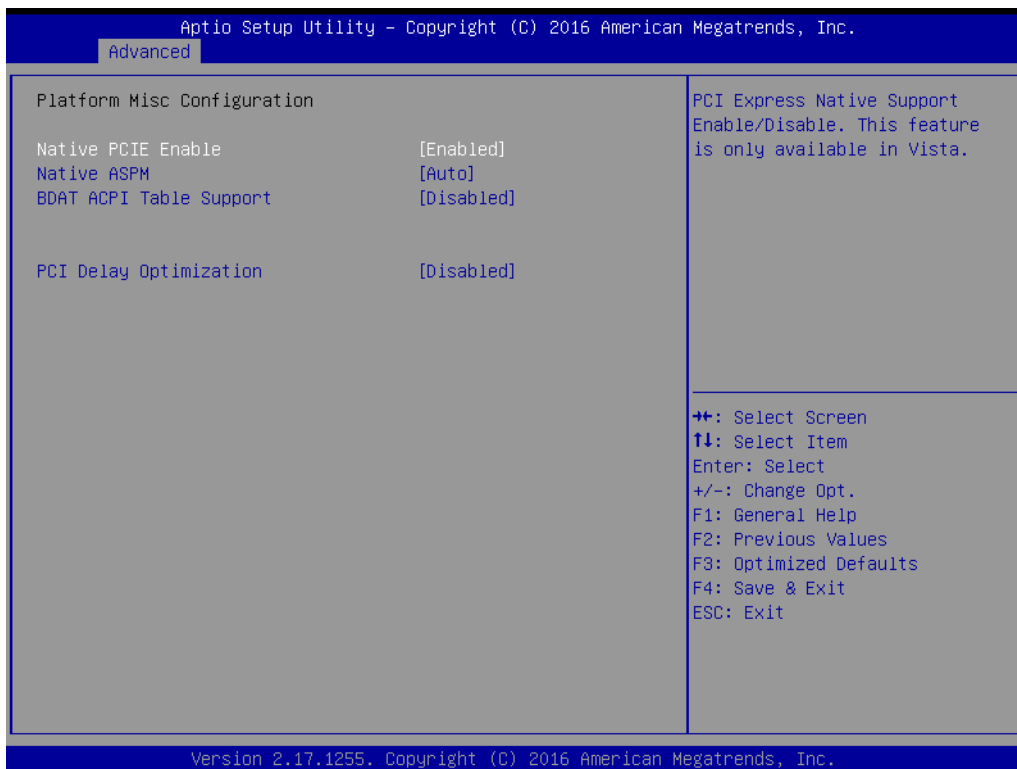 Aptio Setup Utility – Copyright (C) 2016 American Megatrends, Inc.
Advanced
Platform Misc Configuration
Native PCIE Enable [Enabled]
Native ASPM [Auto]
BDAT ACPI Table Support [Disabled]
PCI Delay Optimization [Disabled]
PCI Express Native Support
Enable/Disable. This feature
is only available in Vista.
→←: Select Screen
↑↓: Select Item
Enter: Select
+/-: Change Opt.
F1: General Help
F2: Previous Values
F3: Optimized Defaults
F4: Save & Exit
ESC: Exit
Version 2.17.1255. Copyright (C) 2016 American Megatrends, Inc.